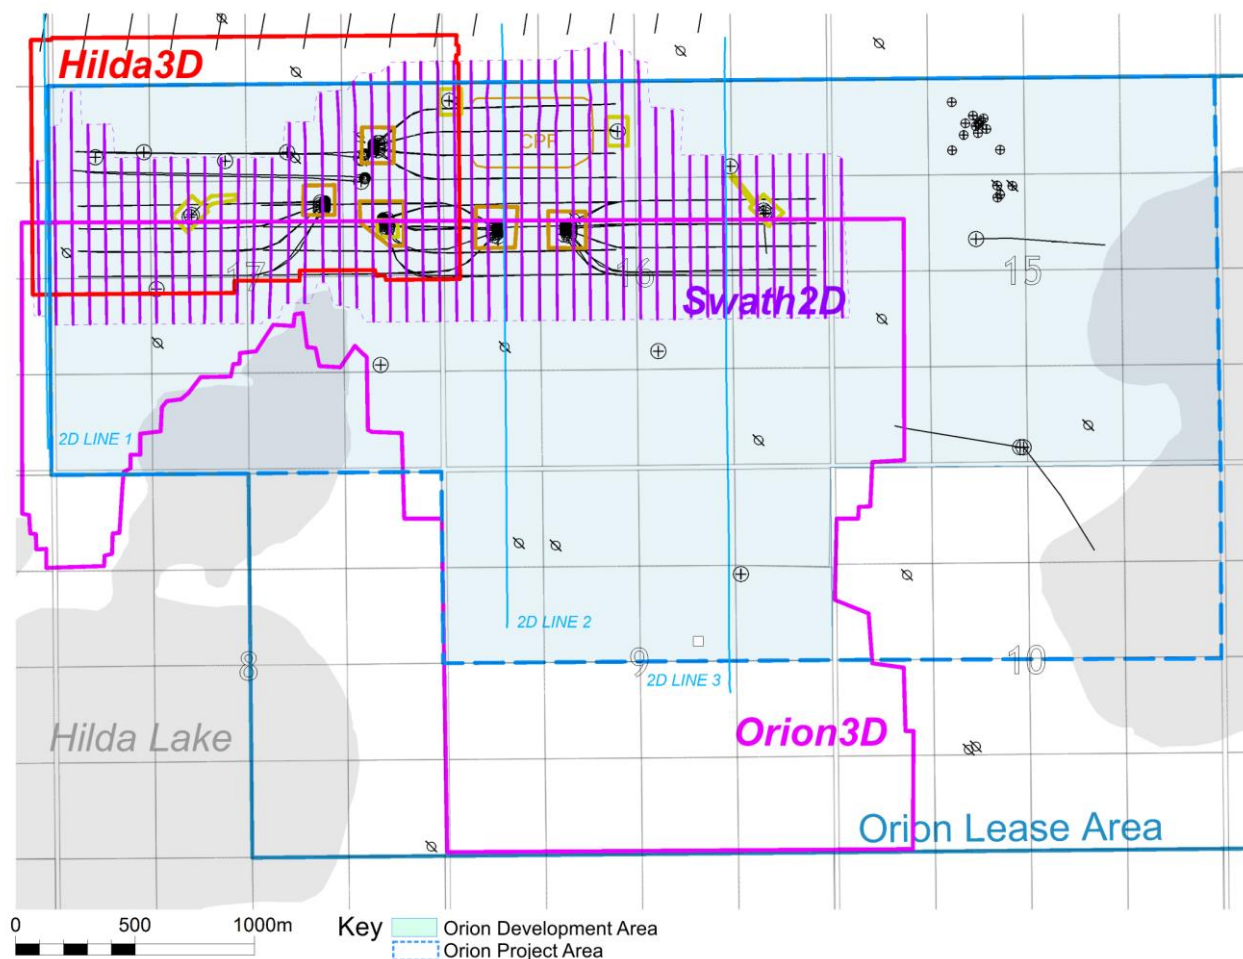 Hilda3D
CPF
17
16
15
Swath2D
2D LINE 1
2D LINE 2
8
9
10
2D LINE 3
Hilda Lake
Orion3D
Orion Lease Area
0
500
1000m
Key
Orion Development Area
Orion Project Area